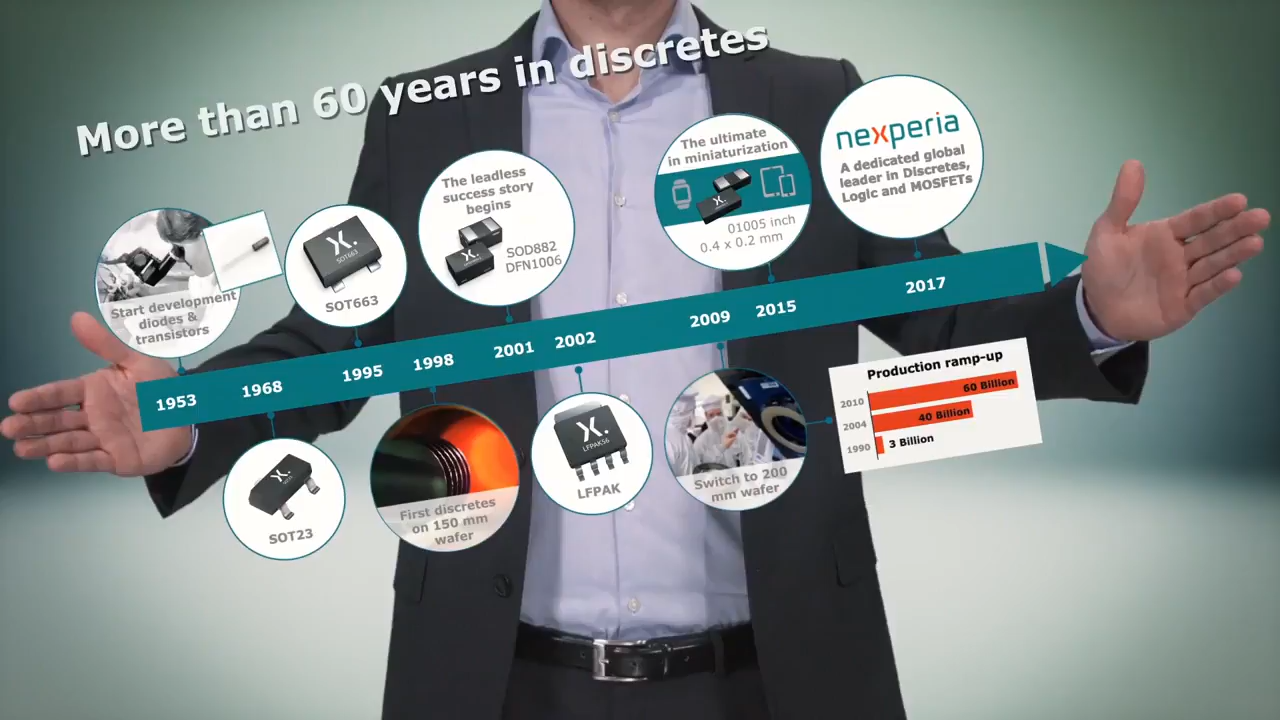 More than 60 years in discretes
Start development
diodes &
transistors
SOT663
SOT663
The leadless
success story
begins
SOD882
DFN1006
The ultimate
in miniaturization
01005 inch
0.4 x 0.2 mm
nexperia
A dedicated global
leader in Discretes,
Logic and MOSFETs
1953
1968
1995
1998
2001
2002
2009
2015
2017
SOT23
First discretes
on 150 mm
wafer
LFPAK56
LFPAK
Switch to 200
mm wafer
Production ramp-up
2010
60 Billion
2004
40 Billion
1990
3 Billion